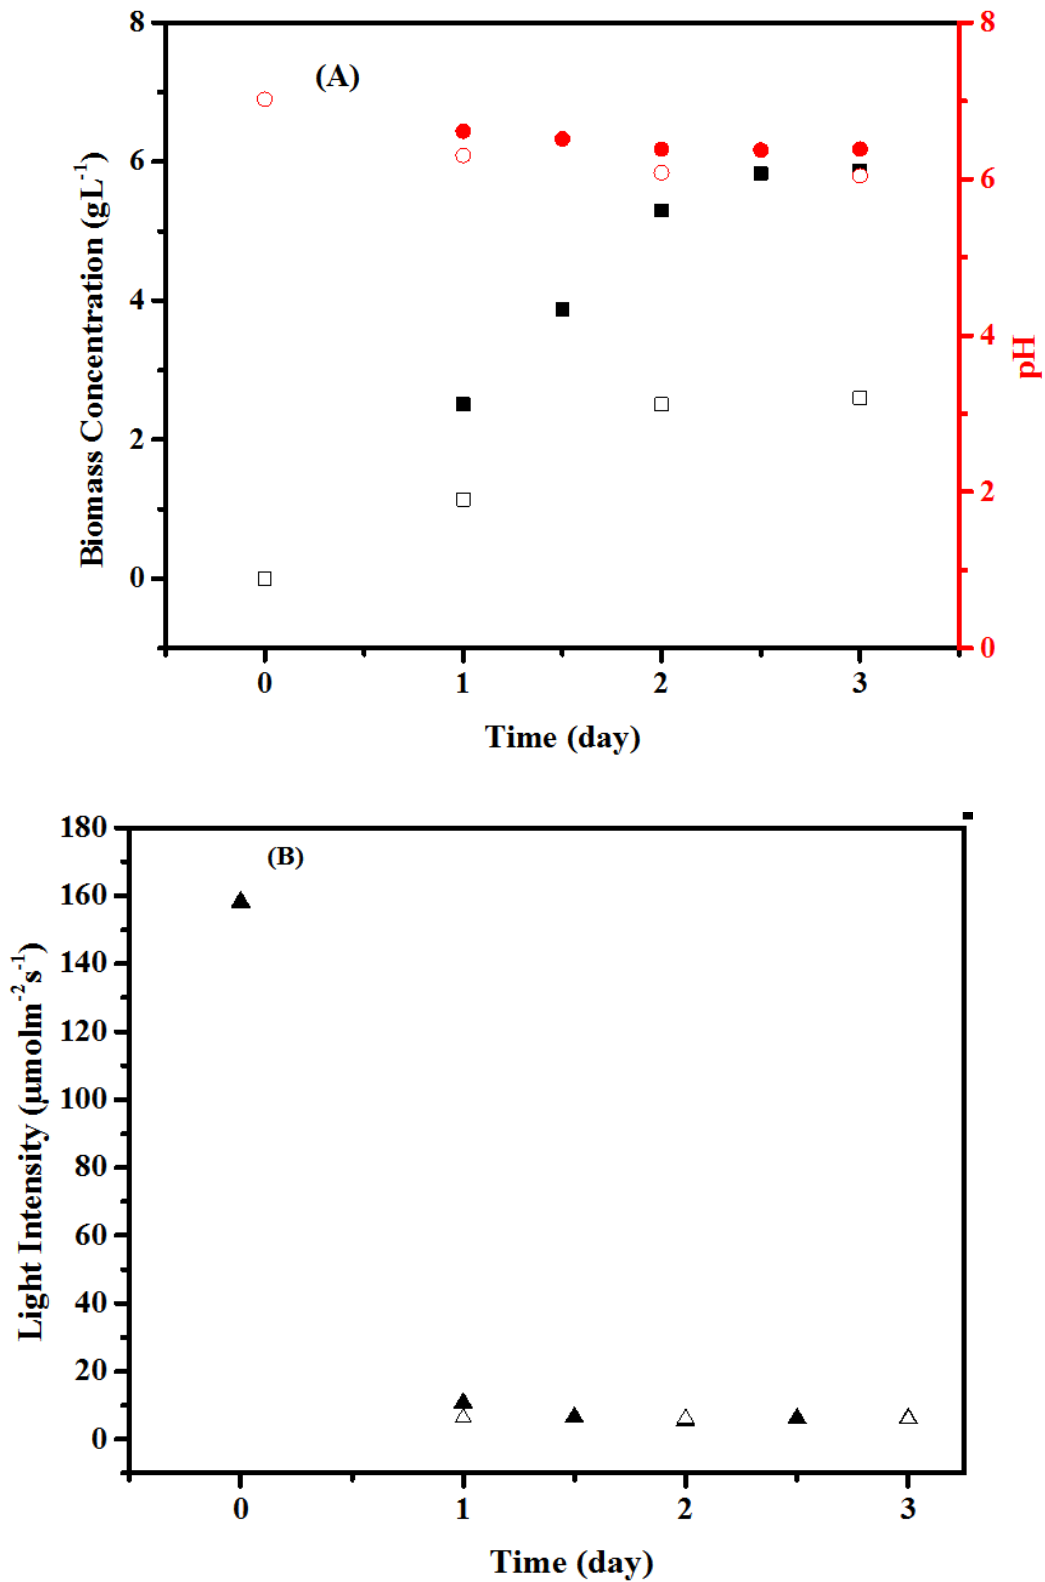 (A)
8
6
4
2
0
Biomass Concentration (gL⁻¹)
8
6
4
2
0
pH
0 1 2 3
Time (day)
(B)
180
160
140
120
100
80
60
40
20
0
Light Intensity (μmolm⁻²s⁻¹)
0 1 2 3
Time (day)